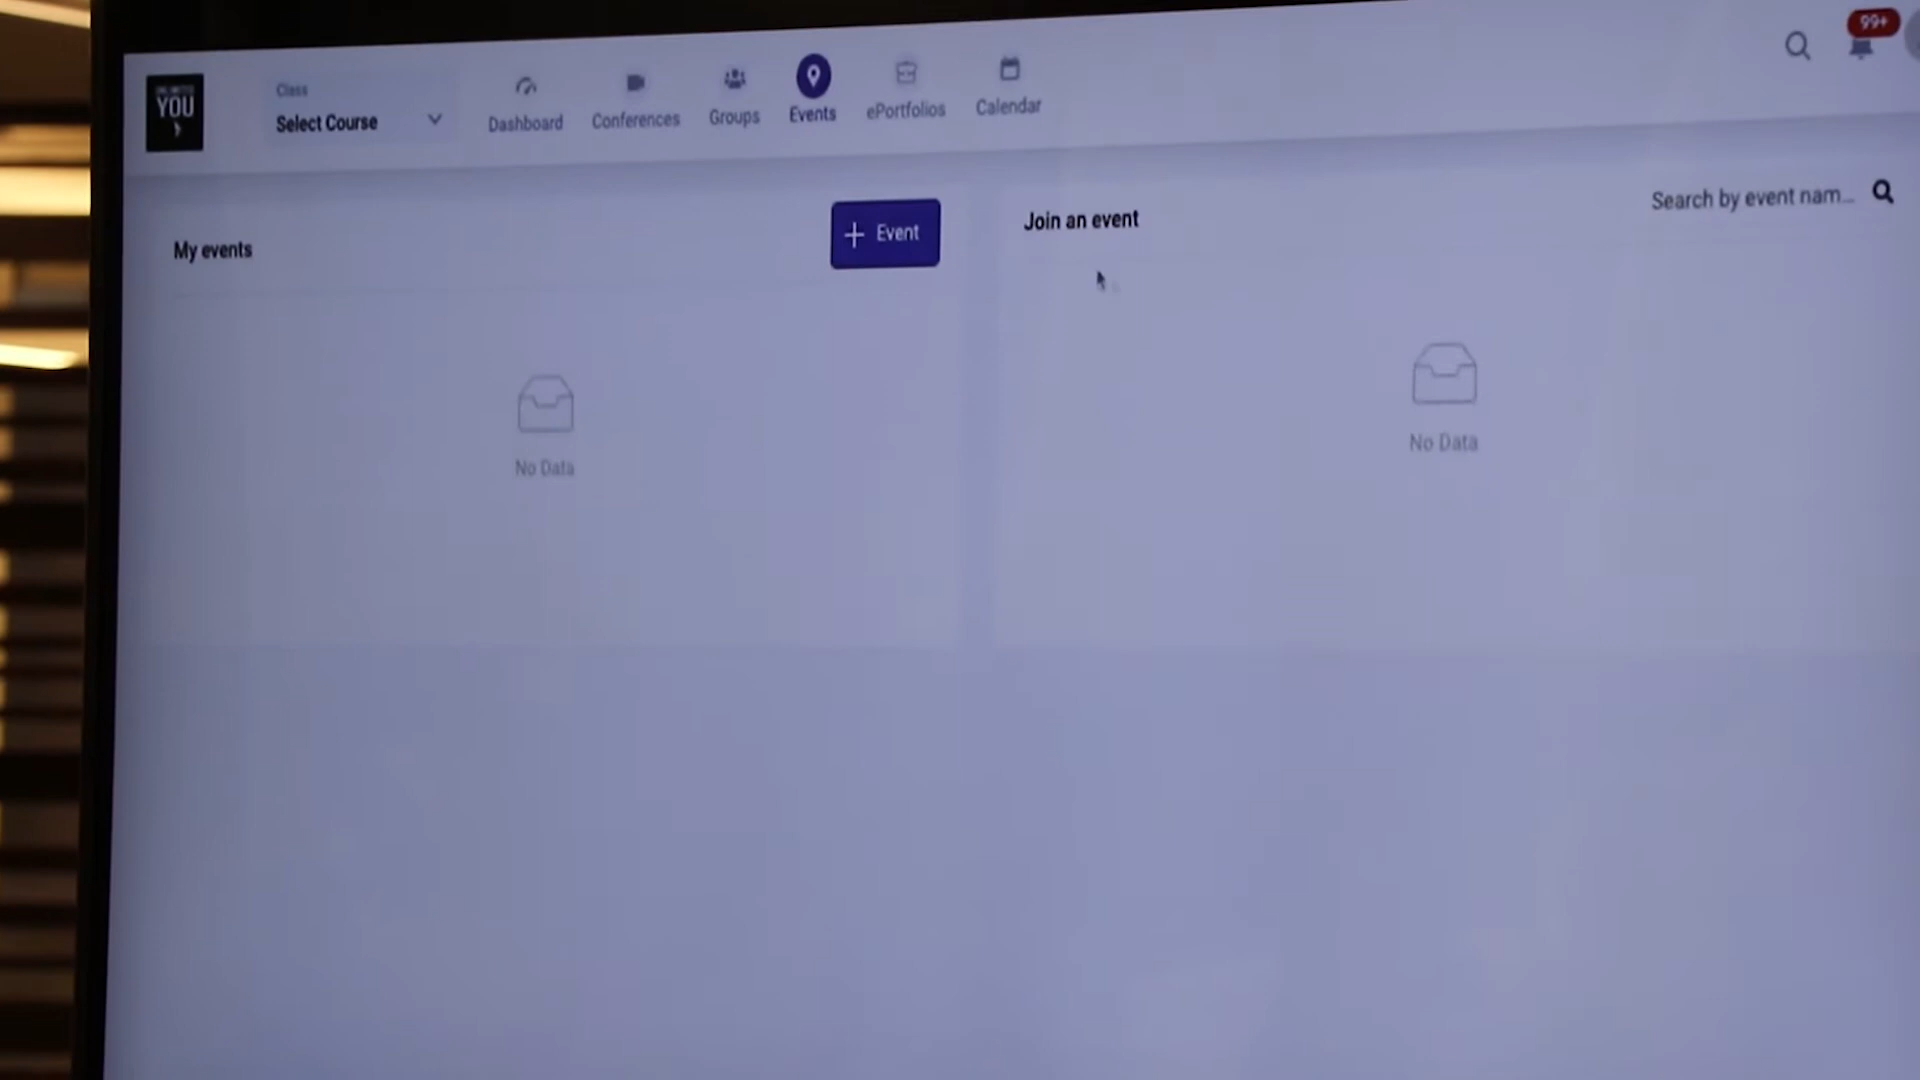 UNLIMITED
YOU
Class
Select Course
Dashboard
Conferences
Groups
Events
ePortfolios
Calendar
99+
My events
+ Event
Join an event
Search by event nam...
No Data
No Data